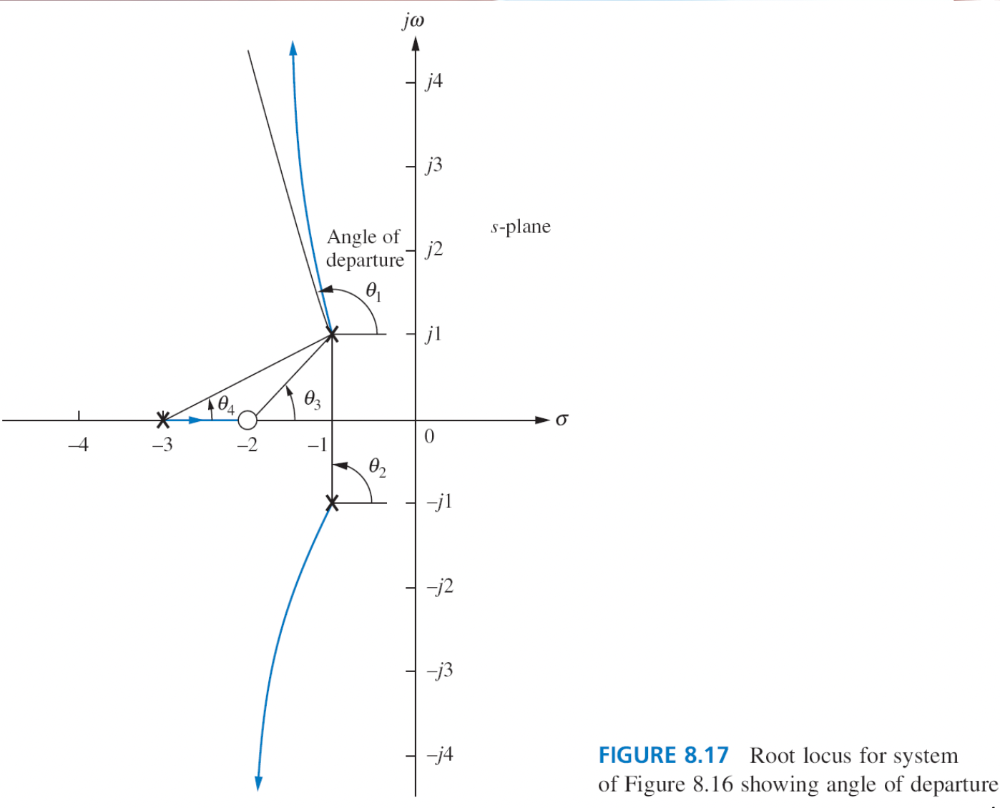 jω
j4
j3
s-plane
Angle of
departure
j2
θ1
j1
θ4
θ3
σ
–4
–3
–2
–1
0
θ2
–j1
–j2
–j3
–j4
FIGURE 8.17 Root locus for system
of Figure 8.16 showing angle of departure